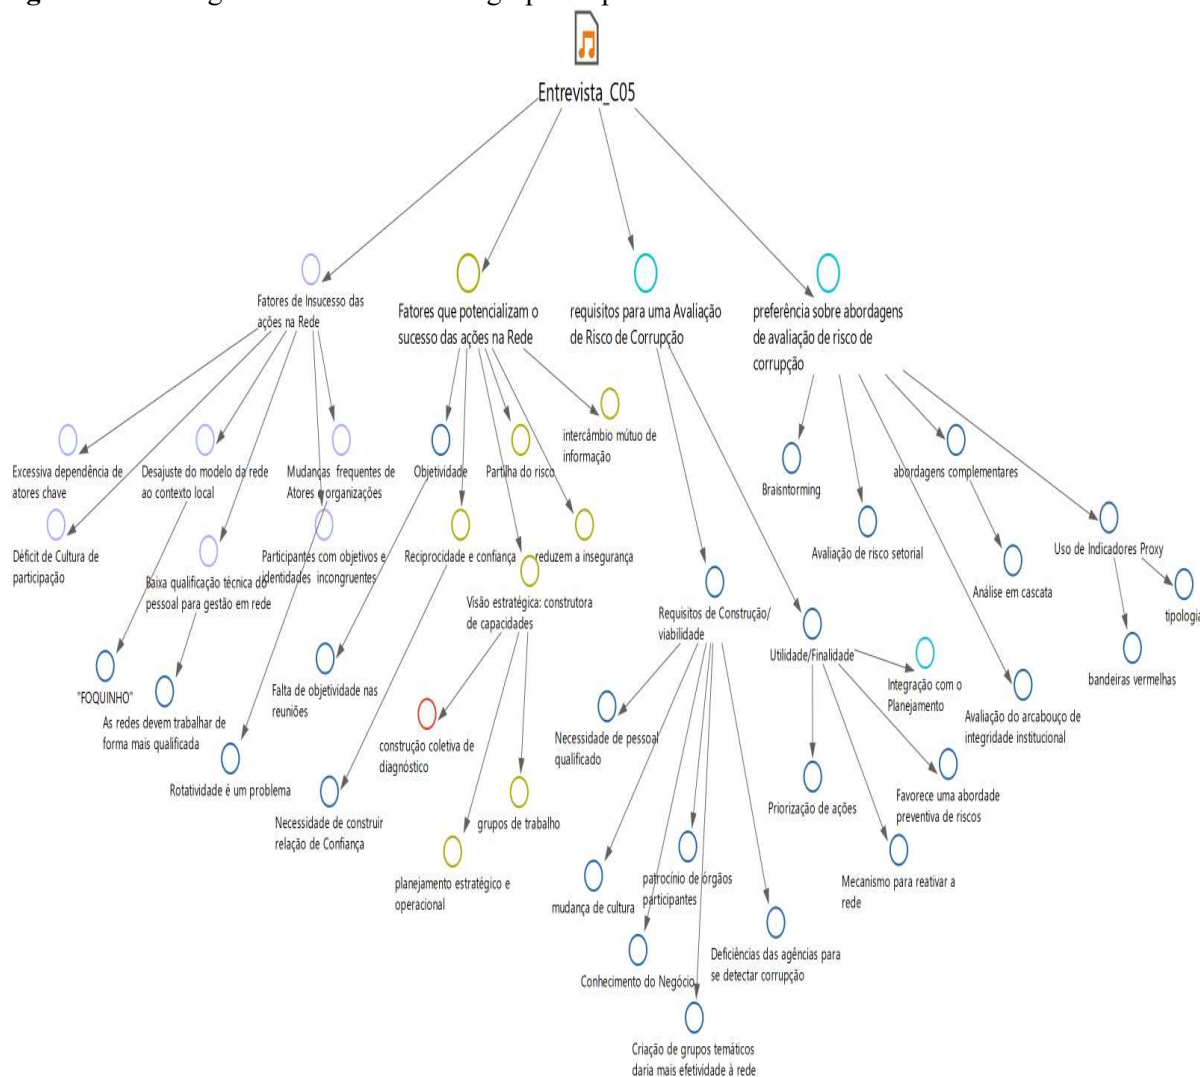 Entrevista_C05
Fatores de Insucesso das
ações na Rede
Fatores que potencializam o
sucesso das ações na Rede
requisitos para uma Avaliação
de Risco de Corrupção
preferência sobre abordagens
de avaliação de risco de
corrupção
Excessiva dependência de
atores chave
Desajuste do modelo da rede
ao contexto local
Mudanças frequentes de
Atores organizações
Objetividade
Partilha do risco
intercâmbio mútuo de
informação
Braisntorming
abordagens complementares
Déficit de Cultura de
participação
Baixa qualificação técnica do
pessoal para gestão em rede
Participantes com objetivos e
identidades incongruentes
Reciprocidade e confiança
reduzem a insegurança
Visão estratégica: construtora
de capacidades
Avaliação de risco setorial
Análise em cascata
Uso de Indicadores Proxy
tipologia
bandeiras vermelhas
Requisitos de Construção/
viabilidade
Utilidade/Finalidade
Integração com o
Planejamento
Avaliação do arcabouço de
integridade institucional
"FOQUINHO"
As redes devem trabalhar de
forma mais qualificada
Falta de objetividade nas
reuniões
Rotatividade é um problema
Necessidade de construir
relação de Confiança
construção coletiva de
diagnóstico
grupos de trabalho
planejamento estratégico e
operacional
Necessidade de pessoal
qualificado
Priorização de ações
Favorece uma abordade
preventiva de riscos
Mecanismo para reativar a
rede
mudança de cultura
patrocínio de órgãos
participantes
Conhecimento do Negócio
Deficiências das agências para
se detectar corrupção
Criação de grupos temáticos
daria mais efetividade à rede